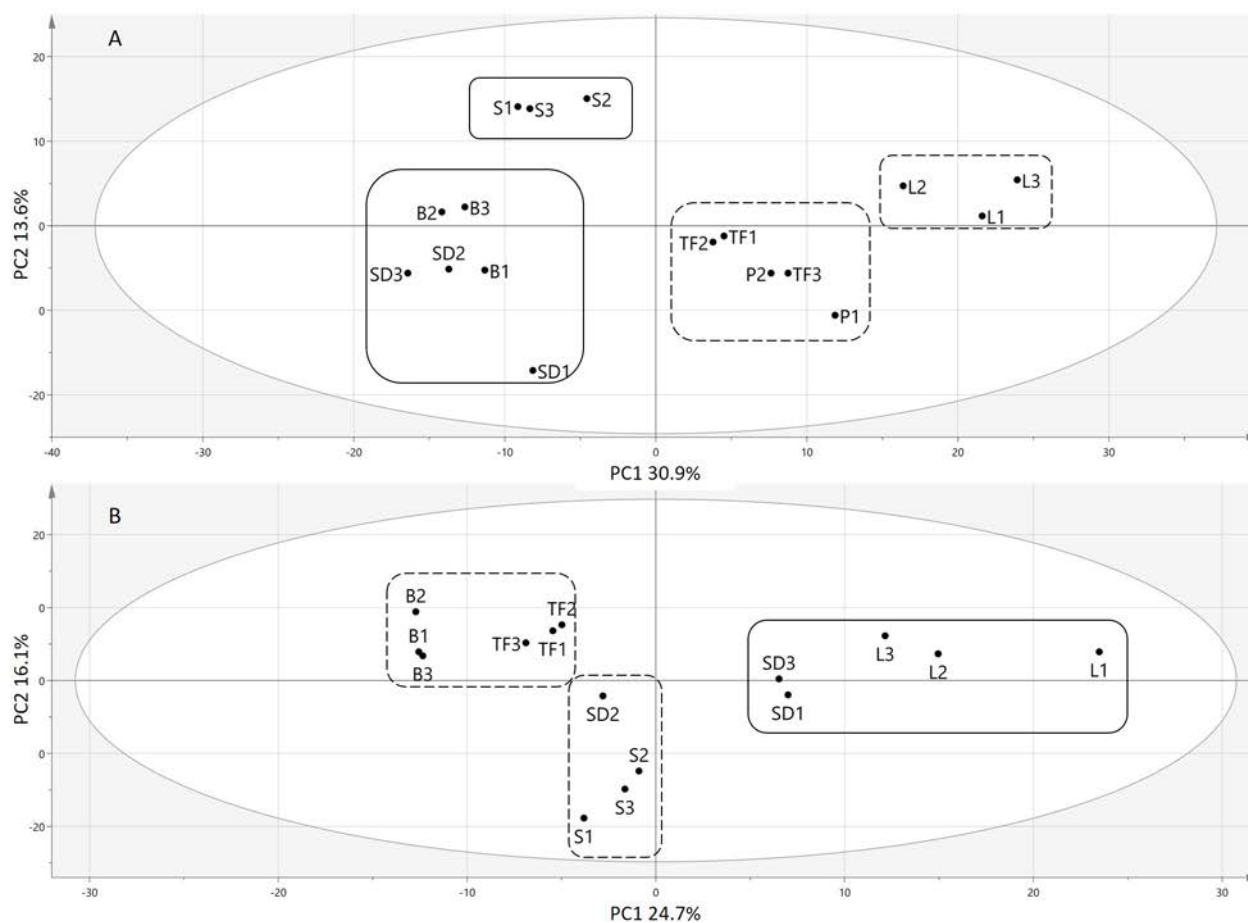 A
20
S1 S3 S2
10
L2 L3
B2 B3
L1
0
TF2 TF1
SD3 SD2 B1
P2 TF3
0
P1
SD1
-20
-40 -30 -20 -10 0 10 20 30
PC2 13.6%
PC1 30.9%
B
20
B2
TF2
0
B1
TF3 TF1
L3
L2
L1
B3
SD3
0
SD1
SD2
S2
0
S3
S1
-20
-30 -20 -10 0 10 20 30
PC2 16.1%
PC1 24.7%